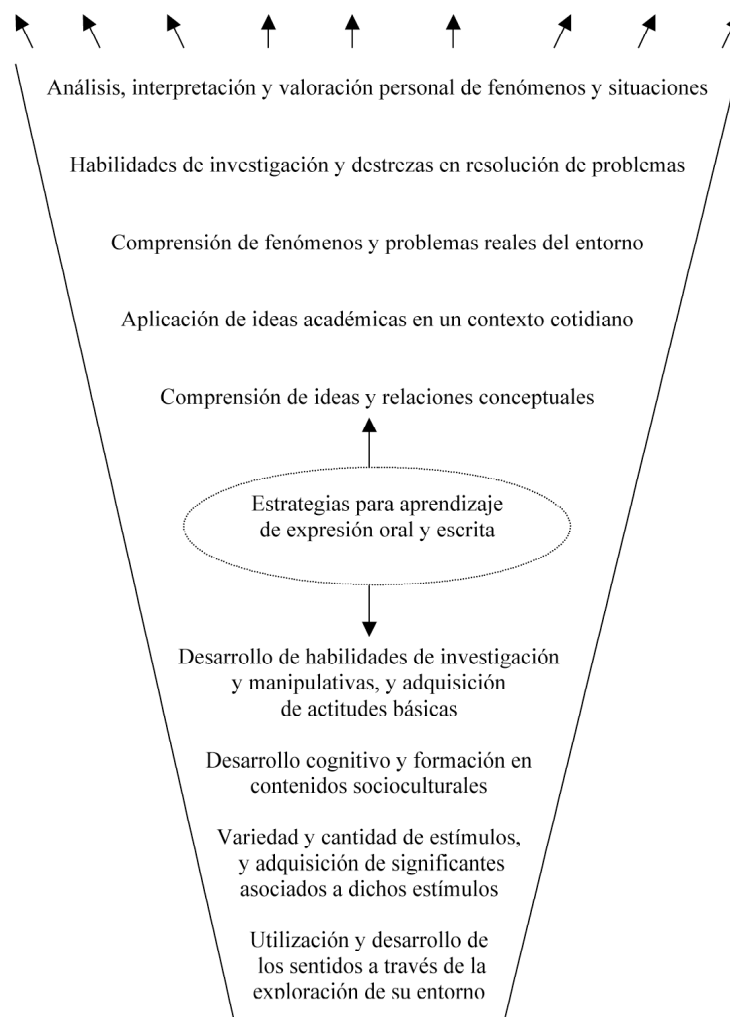 Análisis, interpretación y valoración personal de fenómenos y situaciones
Habilidades de investigación y destrezas en resolución de problemas
Comprensión de fenómenos y problemas reales del entorno
Aplicación de ideas académicas en un contexto cotidiano
Comprensión de ideas y relaciones conceptuales
Estrategias para aprendizaje
de expresión oral y escrita
Desarrollo de habilidades de investigación
y manipulativas, y adquisición
de actitudes básicas
Desarrollo cognitivo y formación en
contenidos socioculturales
Variedad y cantidad de estímulos,
y adquisición de significantes
asociados a dichos estímulos
Utilización y desarrollo de
los sentidos a través de la
exploración de su entorno